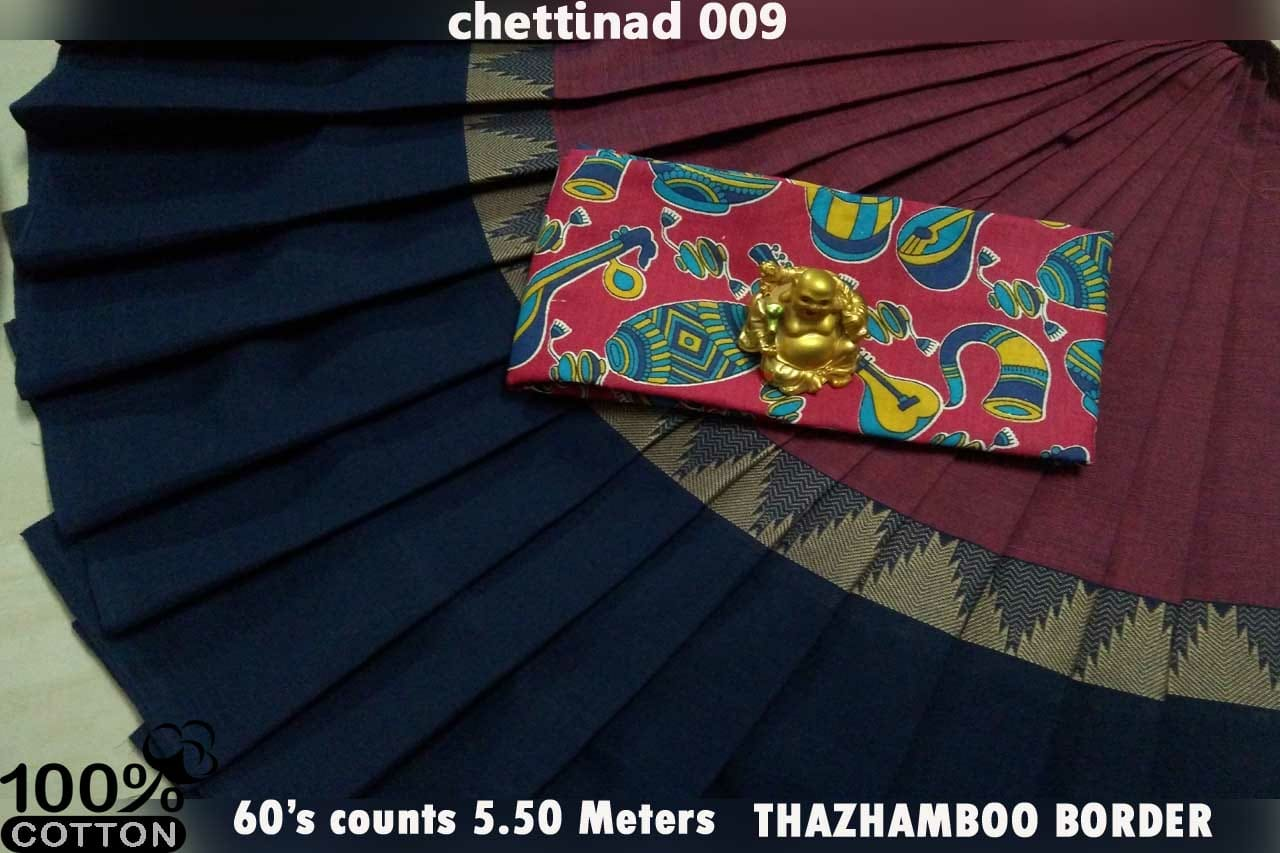 chettinad 009
100%
COTTON
60's counts 5.50 Meters THAZHAMBOO BORDER